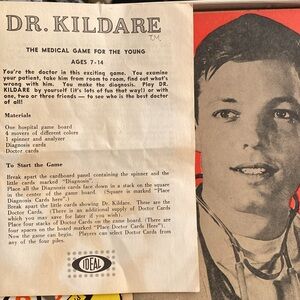 DR. KILDARE
TM
THE MEDICAL GAME FOR THE YOUNG
AGES 7-14
You're the doctor in this exciting game. You examine
your patient, take him from room to room, find out what's
wrong with him. You make the diagnosis. Play DR.
KILDARE by yourself (it's lots of fun that way!) or with
one, two or three friends — to see who is the best doctor
of all!
Materials
One hospital game board
4 movers of different colors
1 spinner and analyzer
Diagnosis cards
Doctor cards
To Start the Game
Break apart the cardboard panel containing the spinner and the
little cards marked "Diagnosis".
Place all the Diagnosis cards face down in a stack on the square
in the center of the game board. (Square is marked "Place
Diagnosis Cards here".)
Break apart the little cards showing Dr. Kildare. These are the
Doctor Cards. (There is an additional supply of Doctor Cards
which you may save for later if you wish).
Place four stacks of Doctor Cards on the game board. (There are
four spaces on the board marked "Place Doctor Cards Here").
Now the game can begin. Players can select Doctor Cards from
any of the four piles.
IDEAL